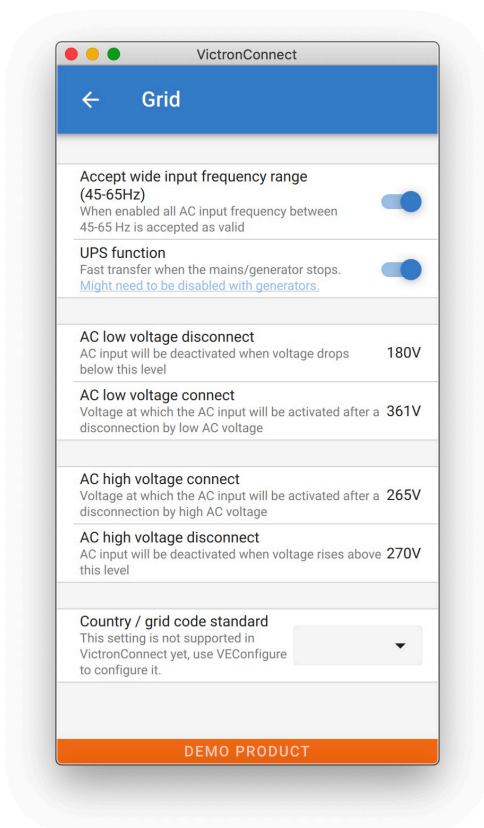 VictronConnect
Grid
Accept wide input frequency range
(45-65Hz)
When enabled all AC input frequency between
45-65 Hz is accepted as valid
UPS function
Fast transfer when the mains/generator stops.
Might need to be disabled with generators.
AC low voltage disconnect
AC input will be deactivated when voltage drops 180V
below this level
AC low voltage connect
Voltage at which the AC input will be activated after a 361V
disconnection by low AC voltage
AC high voltage connect
Voltage at which the AC input will be activated after a 265V
disconnection by high AC voltage
AC high voltage disconnect
AC input will be deactivated when voltage rises above 270V
this level
Country / grid code standard
This setting is not supported in
VictronConnect yet, use VEConfigure
to configure it.
DEMO PRODUCT